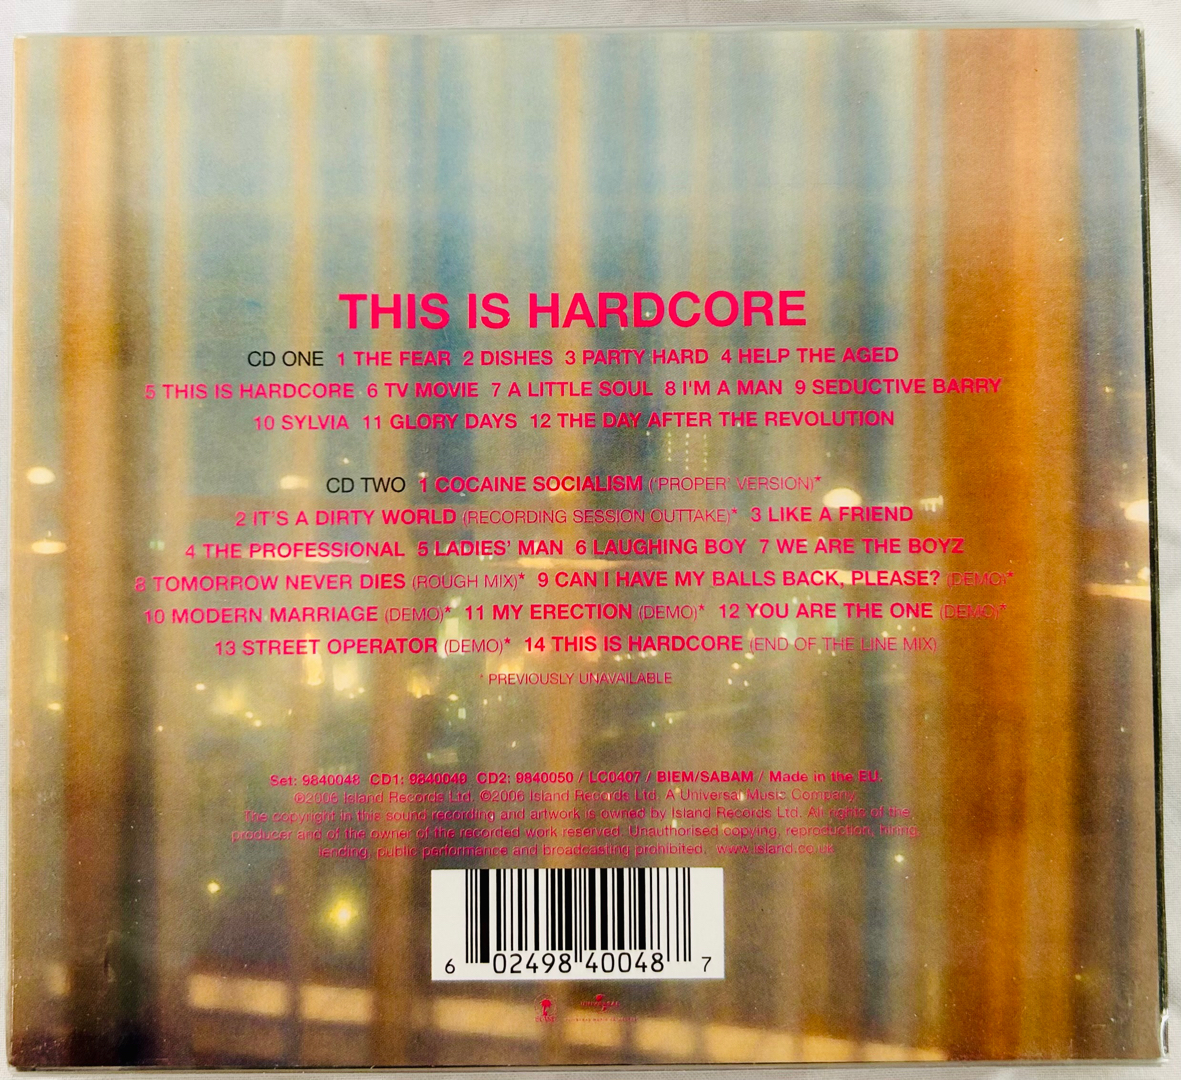 THIS IS HARDCORE
CD ONE 1 THE FEAR 2 DISHES 3 PARTY HARD 4 HELP THE AGED
5 THIS IS HARDCORE 6 TV MOVIE 7 A LITTLE SOUL 8 I'M A MAN 9 SEDUCTIVE BARRY
10 SYLVIA 11 GLORY DAYS 12 THE DAY AFTER THE REVOLUTION
CD TWO 1 COCAINE SOCIALISM ('PROPER' VERSION)*
2 IT'S A DIRTY WORLD (RECORDING SESSION OUTTAKE)* 3 LIKE A FRIEND
4 THE PROFESSIONAL 5 LADIES' MAN 6 LAUGHING BOY 7 WE ARE THE BOYZ
8 TOMORROW NEVER DIES (ROUGH MIX)* 9 CAN I HAVE MY BALLS BACK, PLEASE? (DEMO)*
10 MODERN MARRIAGE (DEMO)* 11 MY ERECTION (DEMO)* 12 YOU ARE THE ONE (DEMO)*
13 STREET OPERATOR (DEMO)* 14 THIS IS HARDCORE (END OF THE LINE MIX)
* PREVIOUSLY UNAVAILABLE
Set: 9840048 CD1: 9840049 CD2: 9840050 / LC0407 / BIEM/SABAM / Made in the EU.
℗2006 Island Records Ltd. ©2006 Island Records Ltd. A Universal Music Company.
The copyright in this sound recording and artwork is owned by Island Records Ltd. All rights of the
producer and of the owner of the recorded work reserved. Unauthorised copying, reproduction, hiring,
lending, public performance and broadcasting prohibited. www.island.co.uk
6 02498 40048 7